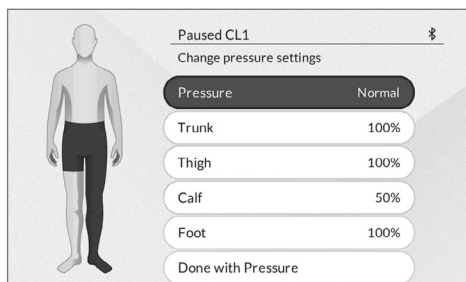 Paused CL1
Change pressure settings
Pressure Normal
Trunk 100%
Thigh 100%
Calf 50%
Foot 100%
Done with Pressure